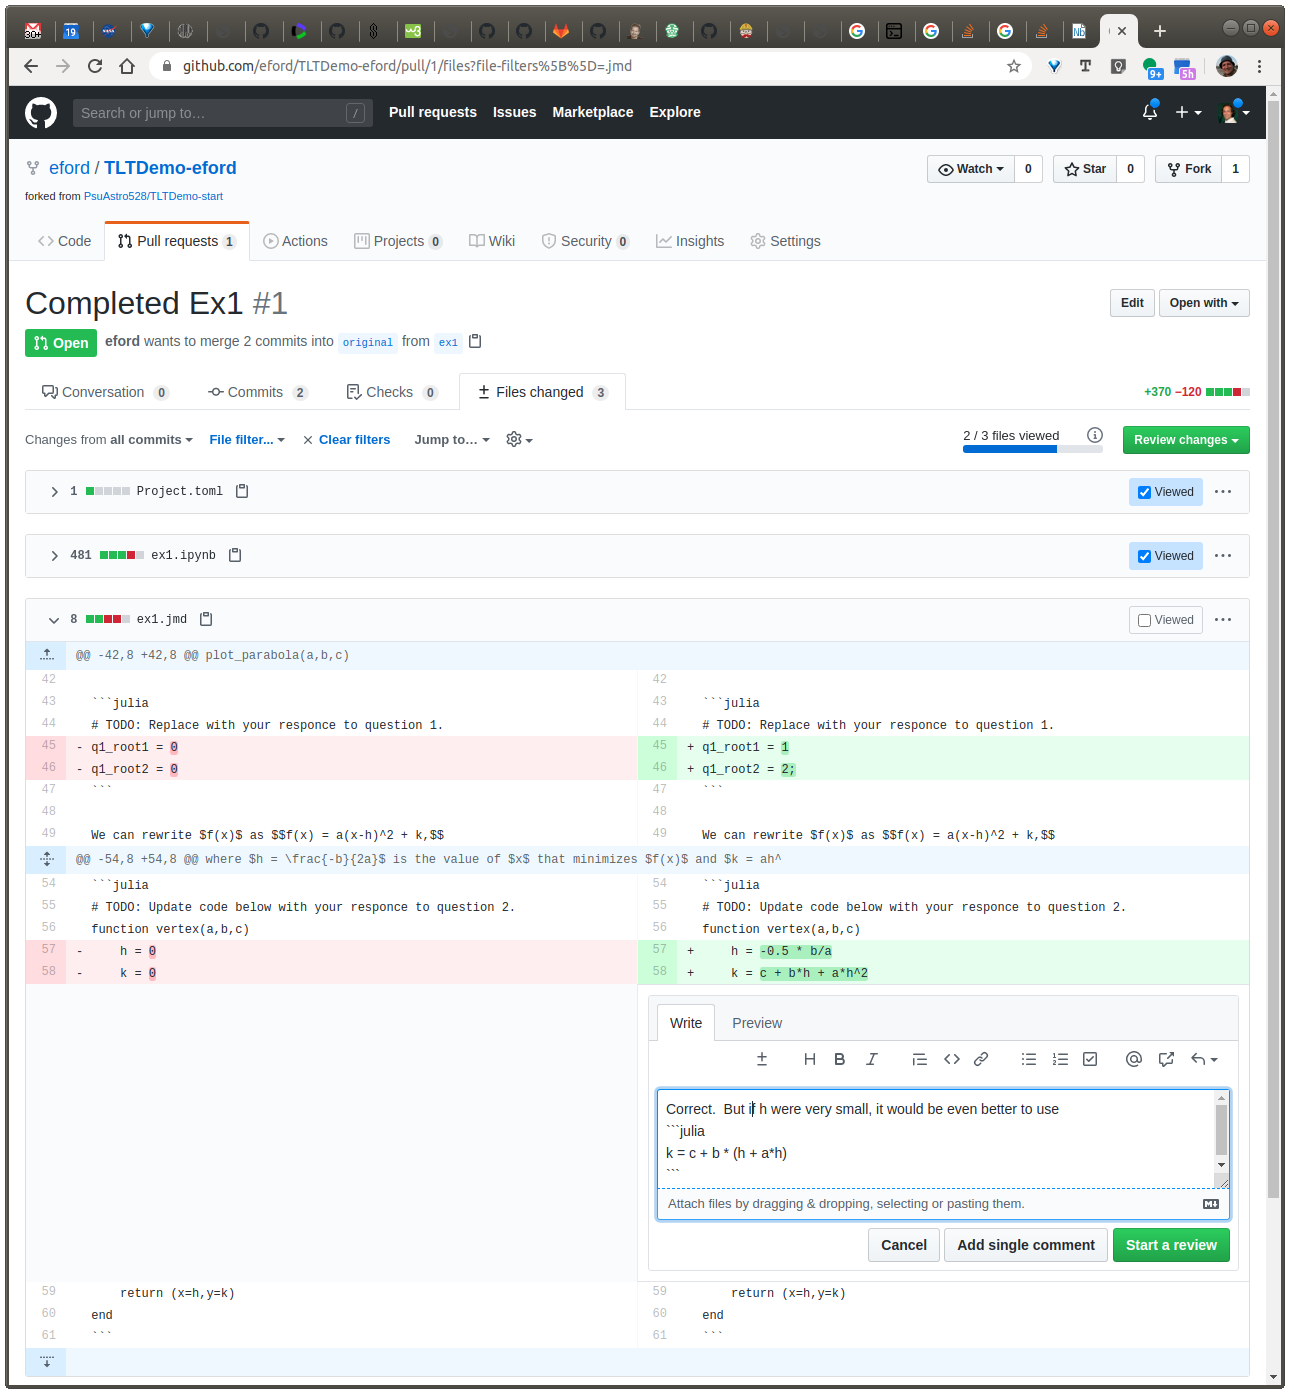 30+
19
w3
Nb
github.com/eford/TLTDemo-eford/pull/1/files?file-filters%5B%5D=.jmd
9+
5h
Search or jump to…
/
Pull requests
Issues
Marketplace
Explore
eford / TLTDemo-eford
Watch 0
Star 0
Fork 1
forked from PsuAstro528/TLTDemo-start
Code
Pull requests 1
Actions
Projects 0
Wiki
Security 0
Insights
Settings
Completed Ex1 #1
Edit
Open with
Open
eford wants to merge 2 commits into original from ex1
Conversation 0
Commits 2
Checks 0
Files changed 3
+370 −120
Changes from all commits
File filter...
Clear filters
Jump to…
2 / 3 files viewed
Review changes
1 Project.toml
Viewed
481 ex1.ipynb
Viewed
8 ex1.jmd
Viewed
@@ -42,8 +42,8 @@ plot_parabola(a,b,c)
42
42
43 ```julia
43 ```julia
44 # TODO: Replace with your responce to question 1.
44 # TODO: Replace with your responce to question 1.
45 - q1_root1 = 0
45 + q1_root1 = 1
46 - q1_root2 = 0
46 + q1_root2 = 2;
47 ```
47 ```
48
48
49 We can rewrite $f(x)$ as $$f(x) = a(x-h)^2 + k,$$
49 We can rewrite $f(x)$ as $$f(x) = a(x-h)^2 + k,$$
@@ -54,8 +54,8 @@ where $h = \frac{-b}{2a}$ is the value of $x$ that minimizes $f(x)$ and $k = ah^
54 ```julia
54 ```julia
55 # TODO: Update code below with your responce to question 2.
55 # TODO: Update code below with your responce to question 2.
56 function vertex(a,b,c)
56 function vertex(a,b,c)
57 - h = 0
57 + h = -0.5 * b/a
58 - k = 0
58 + k = c + b*h + a*h^2
Write
Preview
Correct.  But if h were very small, it would be even better to use
```julia
k = c + b * (h + a*h)
```
Attach files by dragging & dropping, selecting or pasting them.
Cancel
Add single comment
Start a review
59 return (x=h,y=k)
59 return (x=h,y=k)
60 end
60 end
61 ```
61 ```